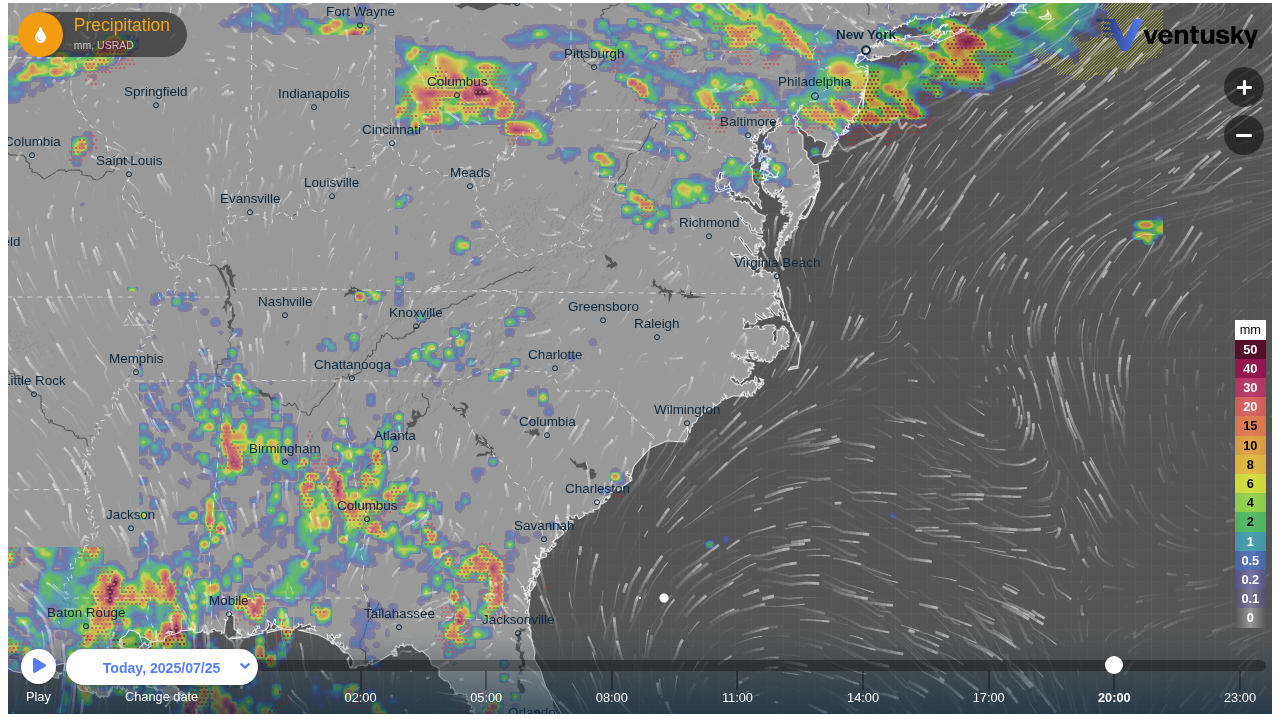 Precipitation
mm, USRAD
ventusky
Fort Wayne
New York
Pittsburgh
Columbus
Philadelphia
Springfield
Indianapolis
Cincinnati
Baltimore
Columbia
Saint Louis
Meads
Louisville
Evansville
Richmond
eld
Virginia Beach
Nashville
Knoxville
Greensboro
Raleigh
Memphis
Chattanooga
Charlotte
Little Rock
Wilmington
Columbia
Atlanta
Birmingham
Charleston
Columbus
Jackson
Savannah
Mobile
Baton Rouge
Tallahassee
Jacksonville
Orlando
mm
50
40
30
20
15
10
8
6
4
2
1
0.5
0.2
0.1
0
Today, 2025/07/25
Play
Change date
02:00
05:00
08:00
11:00
14:00
17:00
20:00
23:00